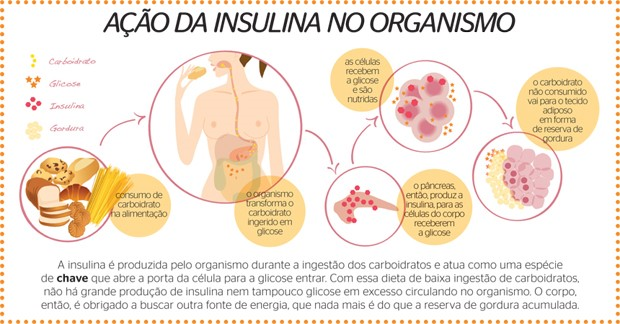 AÇÃO DA INSULINA NO ORGANISMO
Carboidrato
Glicose
Insulina
Gordura
consumo de
carboidrato
na alimentação
o organismo
transforma o
carboidrato
ingerido em
glicose
as células
recebem
a glicose
e são
nutridas
o pâncreas,
então, produz a
insulina, para as
células do corpo
receberem
a glicose
o carboidrato
não consumido
vai para o tecido
adiposo
em forma
de reserva de
gordura
A insulina é produzida pelo organismo durante a ingestão dos carboidratos e atua como uma espécie
de chave que abre a porta da célula para a glicose entrar. Com essa dieta de baixa ingestão de carboidratos,
não há grande produção de insulina nem tampouco glicose em excesso circulando no organismo. O corpo,
então, é obrigado a buscar outra fonte de energia, que nada mais é do que a reserva de gordura acumulada.